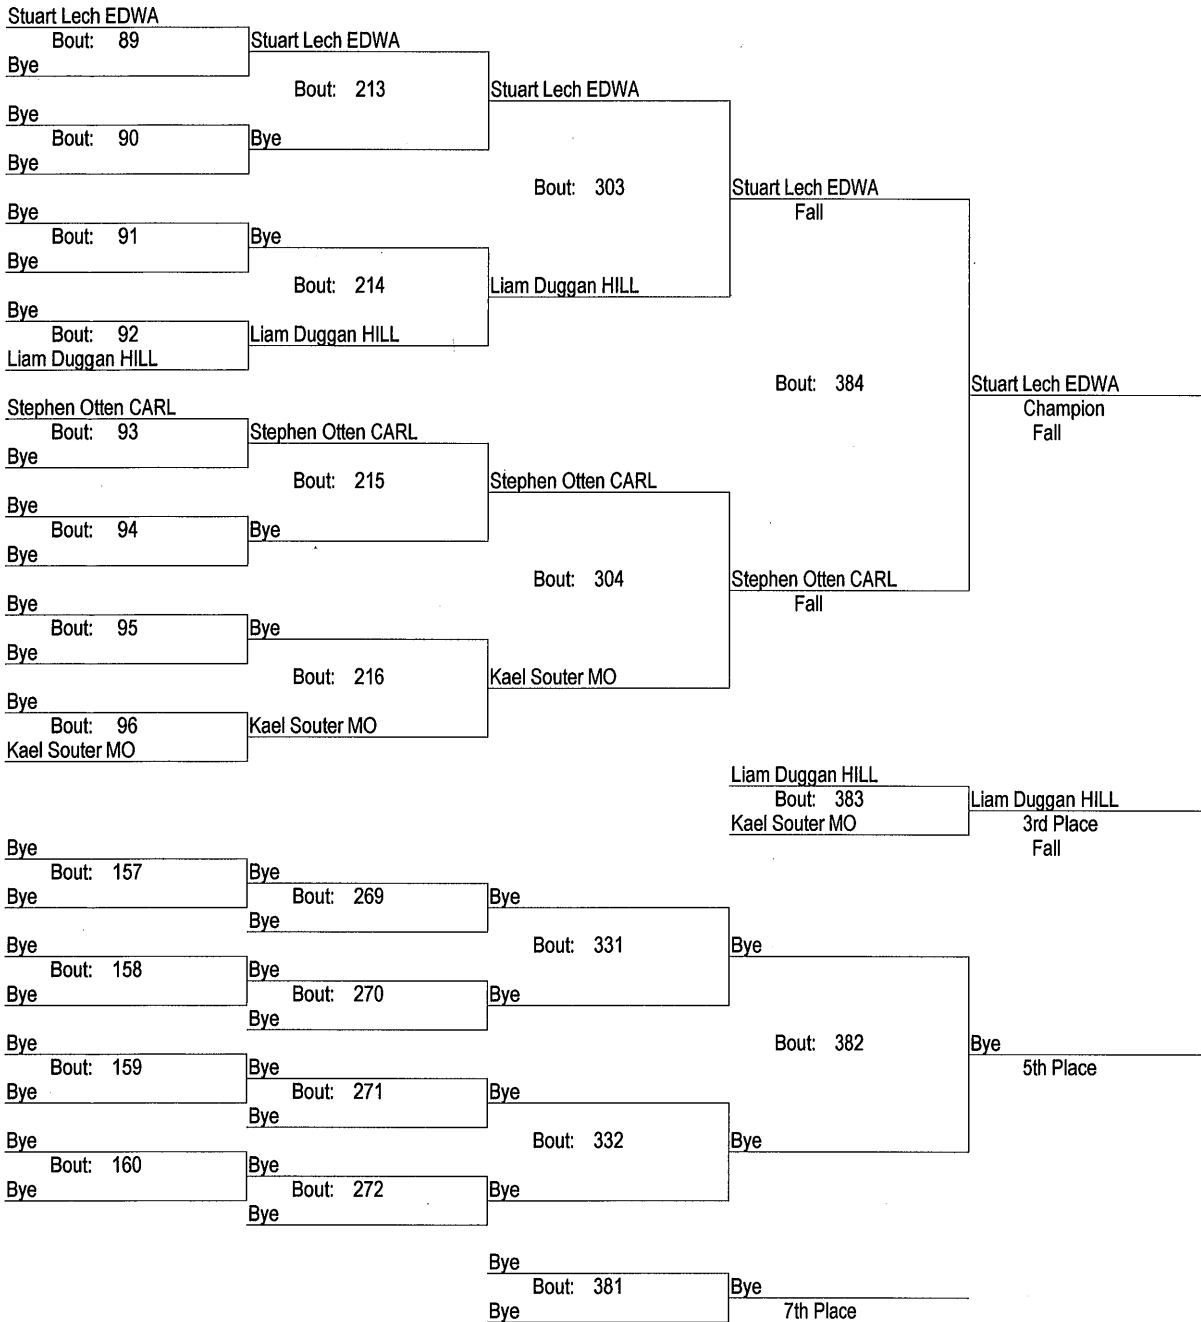 Stuart Lech EDWA
Bout: 89
Bye
Stuart Lech EDWA
Bout: 213
Stuart Lech EDWA
Bye
Bout: 90
Bye
Bye
Bout: 303
Stuart Lech EDWA
Fall
Bye
Bout: 91
Bye
Bye
Bout: 214
Liam Duggan HILL
Bye
Bout: 92
Liam Duggan HILL
Liam Duggan HILL
Bout: 384
Stuart Lech EDWA
Champion
Fall
Stephen Otten CARL
Bout: 93
Bye
Stephen Otten CARL
Bout: 215
Stephen Otten CARL
Bye
Bout: 94
Bye
Bye
Bout: 304
Stephen Otten CARL
Fall
Bye
Bout: 95
Bye
Bye
Bout: 216
Kael Souter MO
Bye
Bout: 96
Kael Souter MO
Kael Souter MO
Liam Duggan HILL
Bout: 383
Kael Souter MO
Liam Duggan HILL
3rd Place
Fall
Bye
Bout: 157
Bye
Bye
Bout: 269
Bye
Bye
Bout: 331
Bye
Bye
Bout: 158
Bye
Bye
Bout: 270
Bye
Bye
Bout: 382
Bye
5th Place
Bye
Bout: 159
Bye
Bye
Bout: 271
Bye
Bye
Bout: 332
Bye
Bye
Bout: 160
Bye
Bye
Bout: 272
Bye
Bye
Bye
Bout: 381
Bye
Bye
7th Place